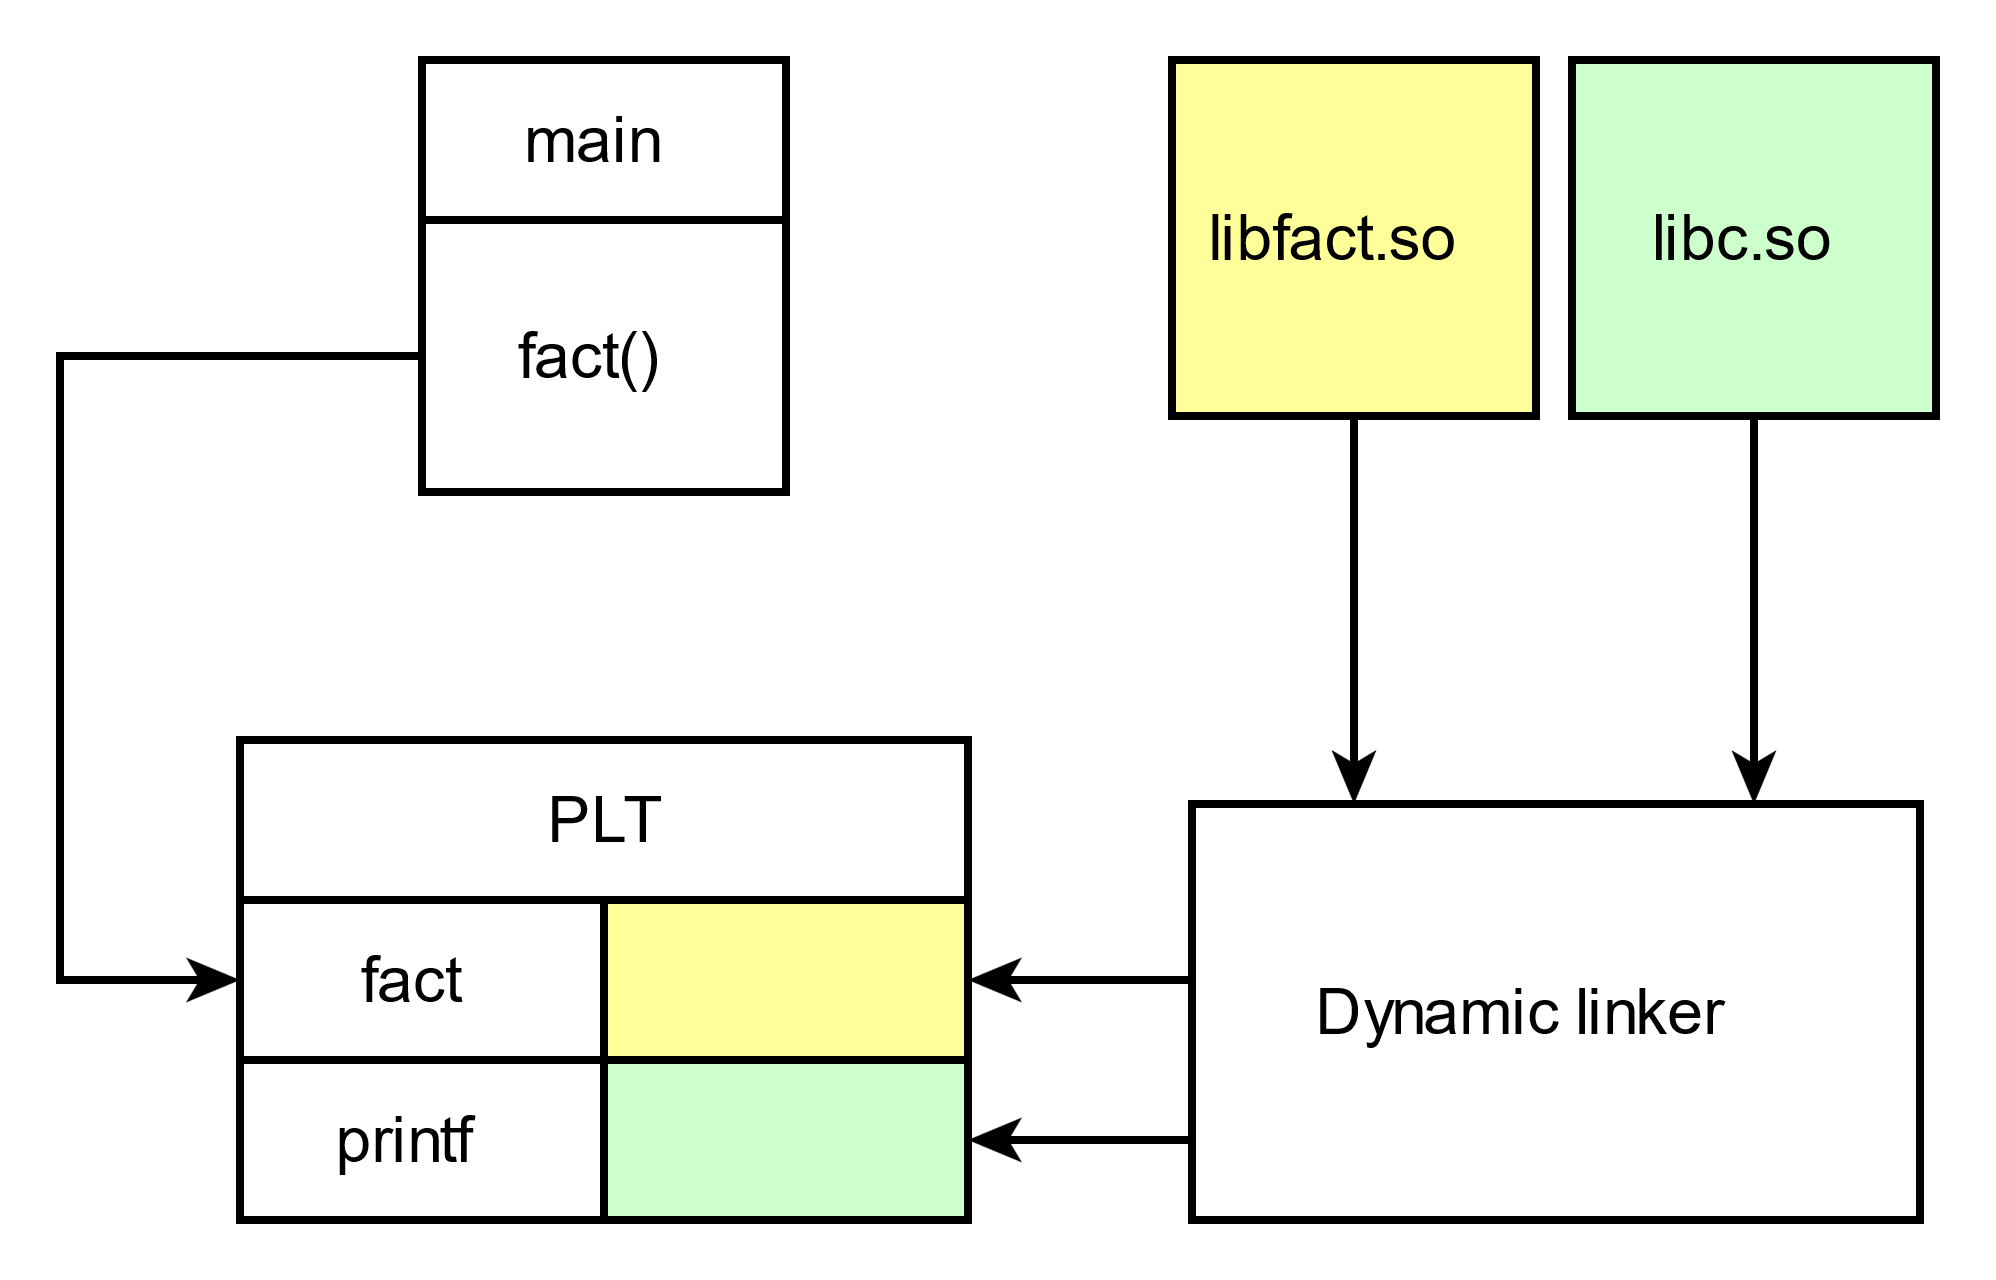 main
fact()
libfact.so
libc.so
PLT
fact
printf
Dynamic linker